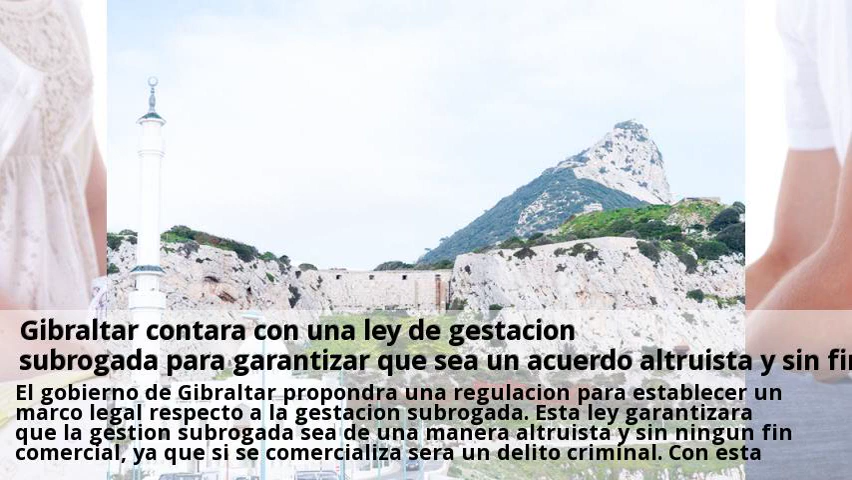 Gibraltar contara con una ley de gestacion
subrogada para garantizar que sea un acuerdo altruista y sin
El gobierno de Gibraltar propondra una regulacion para establecer un
marco legal respecto a la gestacion subrogada. Esta ley garantizara
que la gestion subrogada sea de una manera altruista y sin ningun fin
comercial, ya que si se comercializa sera un delito criminal. Con esta